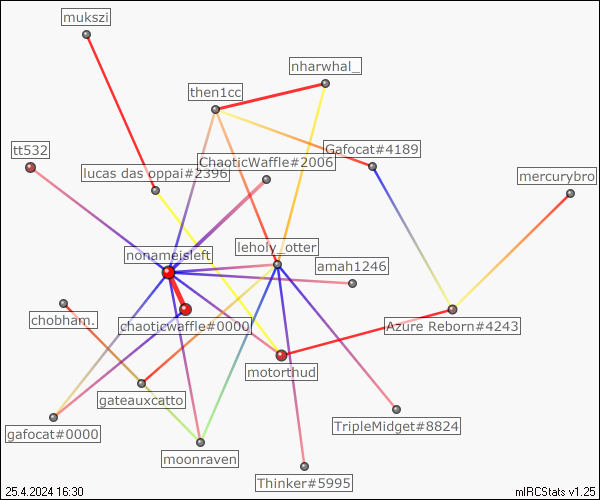 mukszi
nharwhal_
then1cc
tt532
Gafocat#4189
ChaoticWaffle#2006
lucas das oppai#2396
mercurybro
leholy_otter
nonameisleft
amah1246
chobham.
chaoticwaffle#0000
Azure Reborn#4243
motorthud
gateauxcatto
TripleMidget#8824
gafocat#0000
moonraven
Thinker#5995
25.4.2024 16:30
mIRCStats v1.25